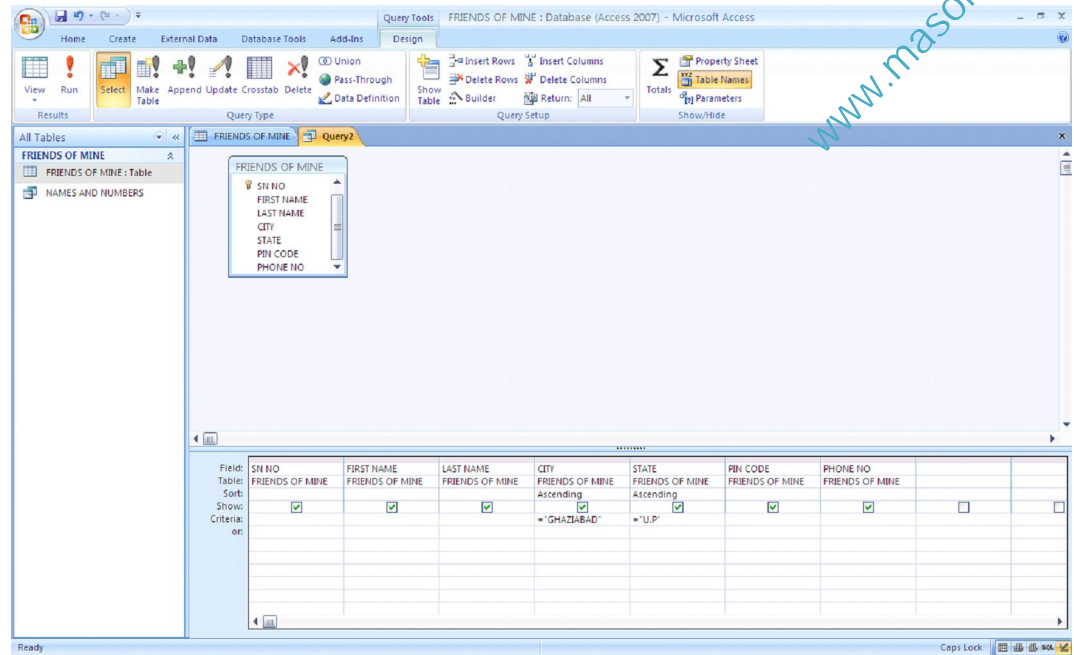 Query Tools FRIENDS OF MINE : Database (Access 2007) - Microsoft Access
Home Create External Data Database Tools Add-Ins Design
View Run Select Make Table Append Update Crosstab Delete Union Pass-Through Data Definition Show Table Insert Rows Delete Rows Builder Insert Columns Delete Columns Return: All Totals Property Sheet Table Names Parameters
Results Query Type Query Setup Show/Hide
All Tables « FRIENDS OF MINE Query2 x
FRIENDS OF MINE
FRIENDS OF MINE : Table
NAMES AND NUMBERS
FRIENDS OF MINE
SN NO
FIRST NAME
LAST NAME
CITY
STATE
PIN CODE
PHONE NO
Field: SN NO FIRST NAME LAST NAME CITY STATE PIN CODE PHONE NO
Table: FRIENDS OF MINE FRIENDS OF MINE FRIENDS OF MINE FRIENDS OF MINE FRIENDS OF MINE FRIENDS OF MINE FRIENDS OF MINE
Sort: Ascending Ascending
Show:
Criteria: ="GHAZIABAD" ="U.P"
or:
Ready Caps Lock SQL